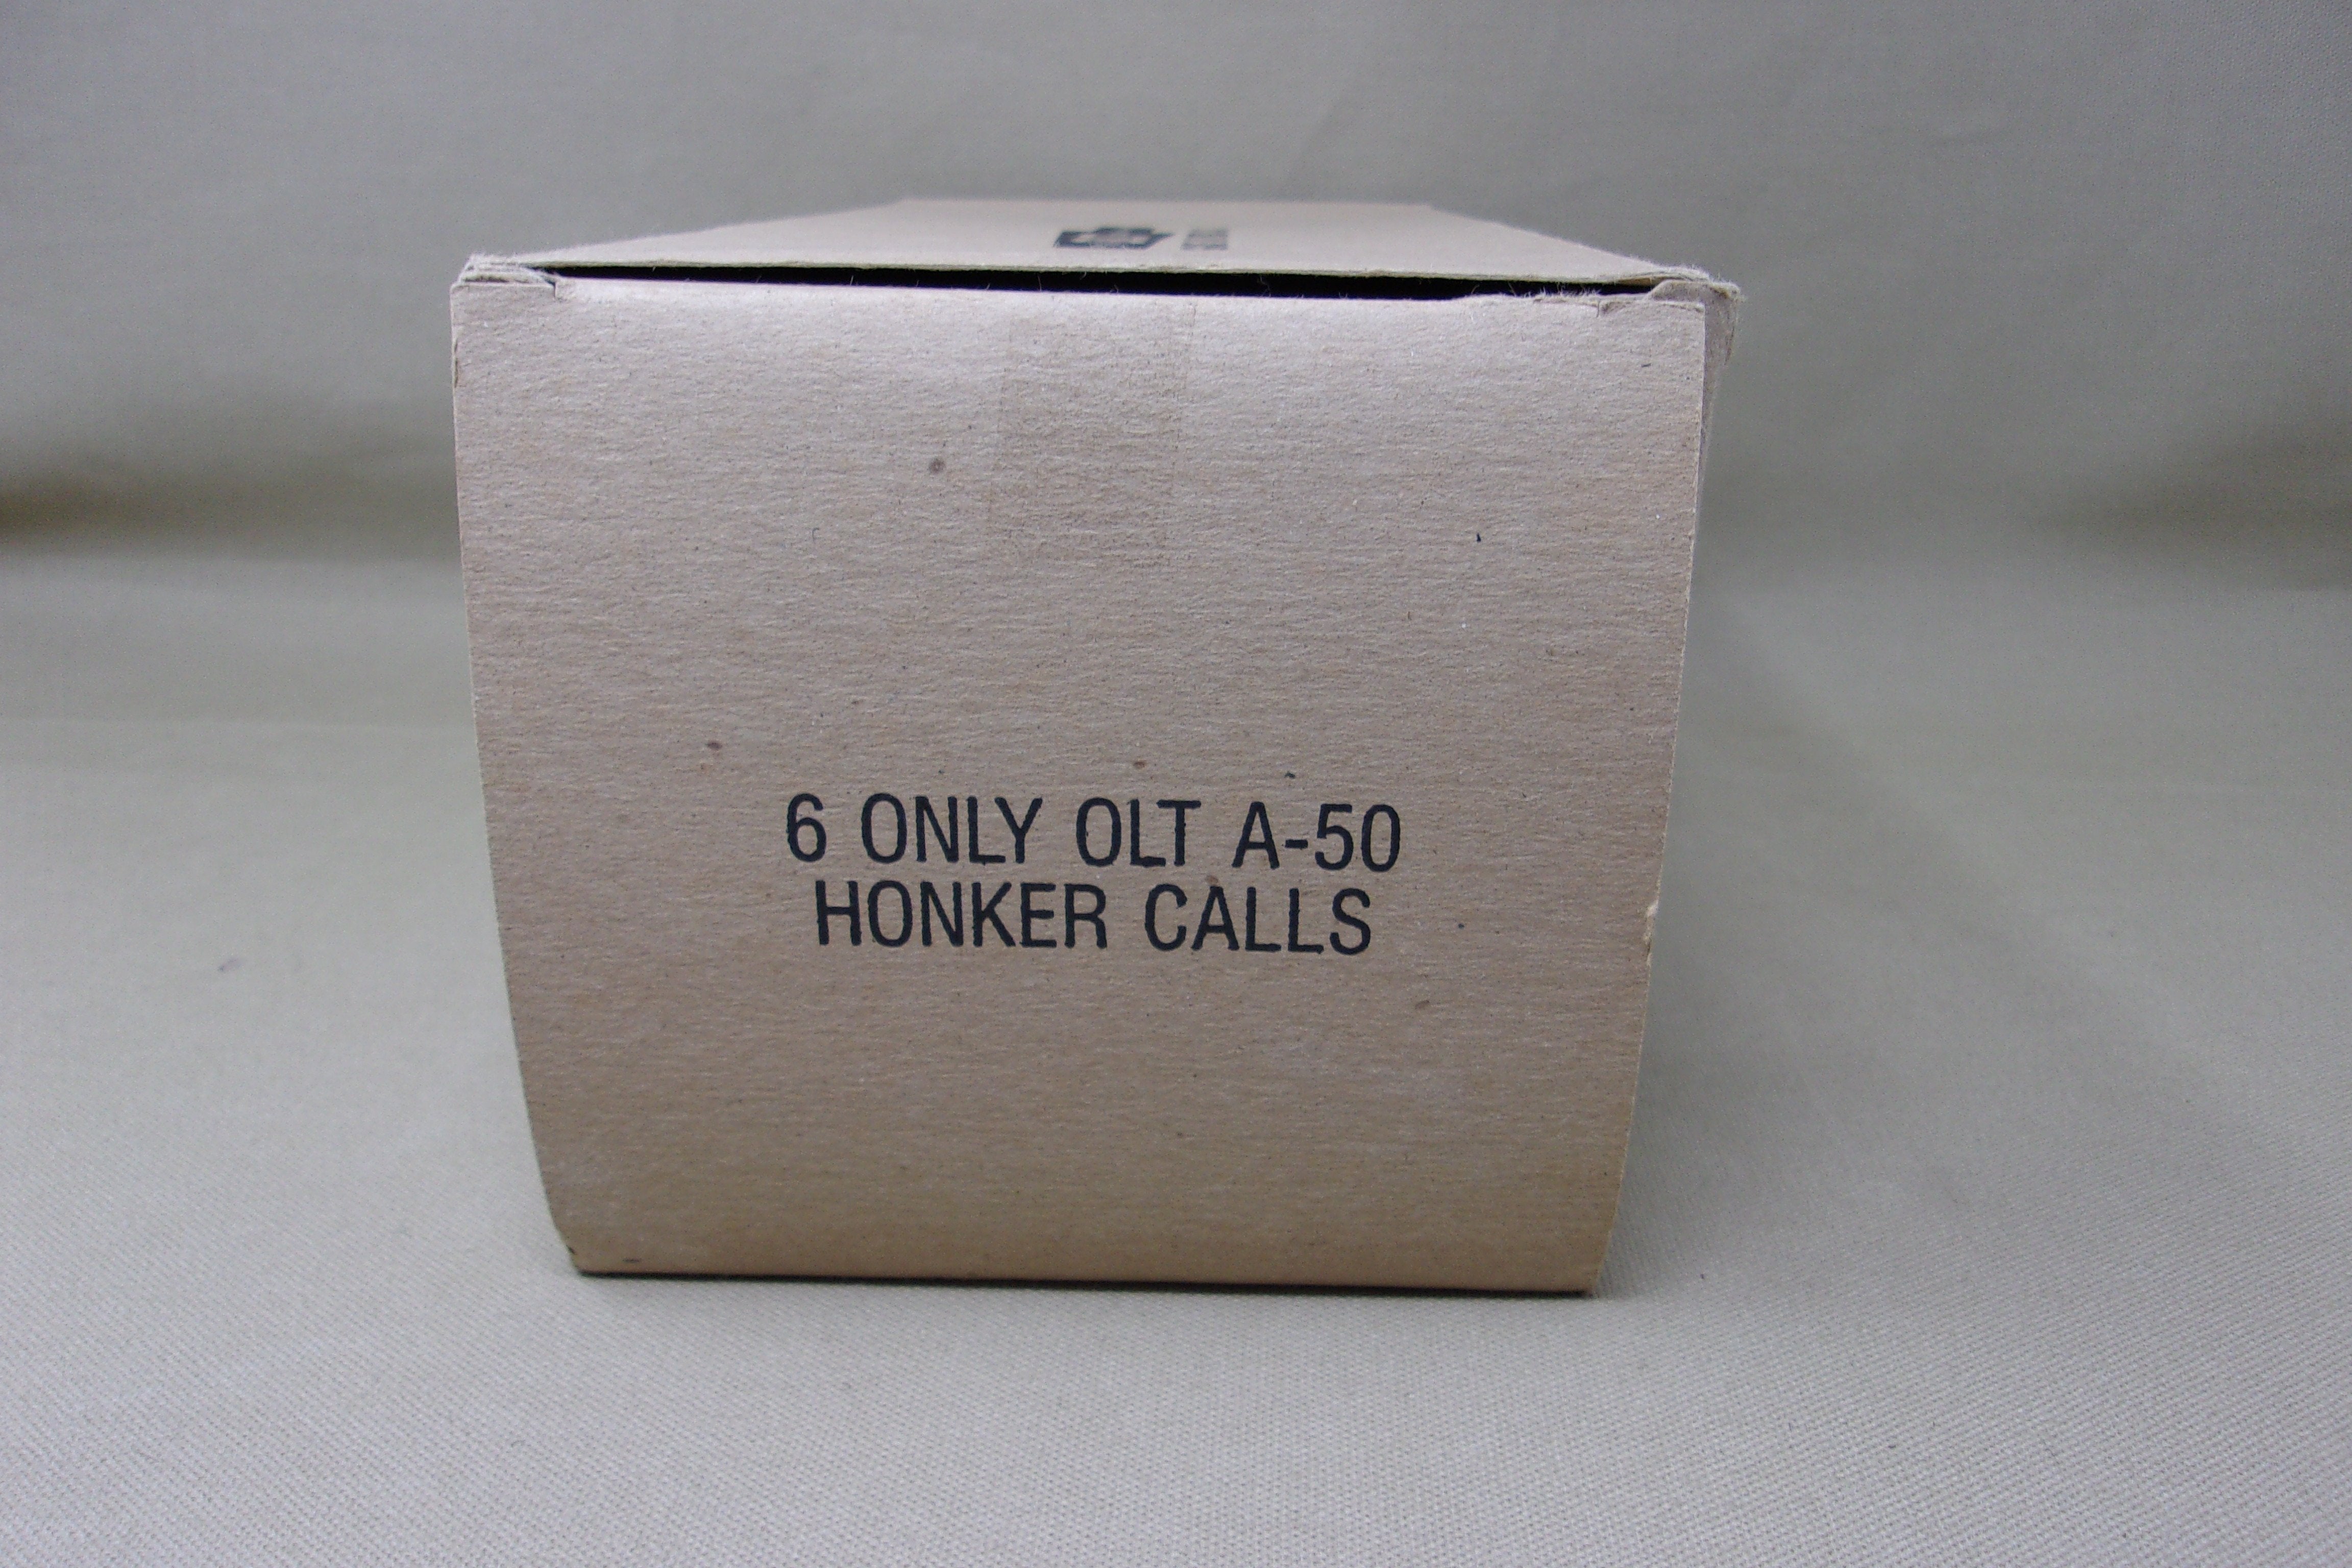 6 ONLY OLT A-50
HONKER CALLS